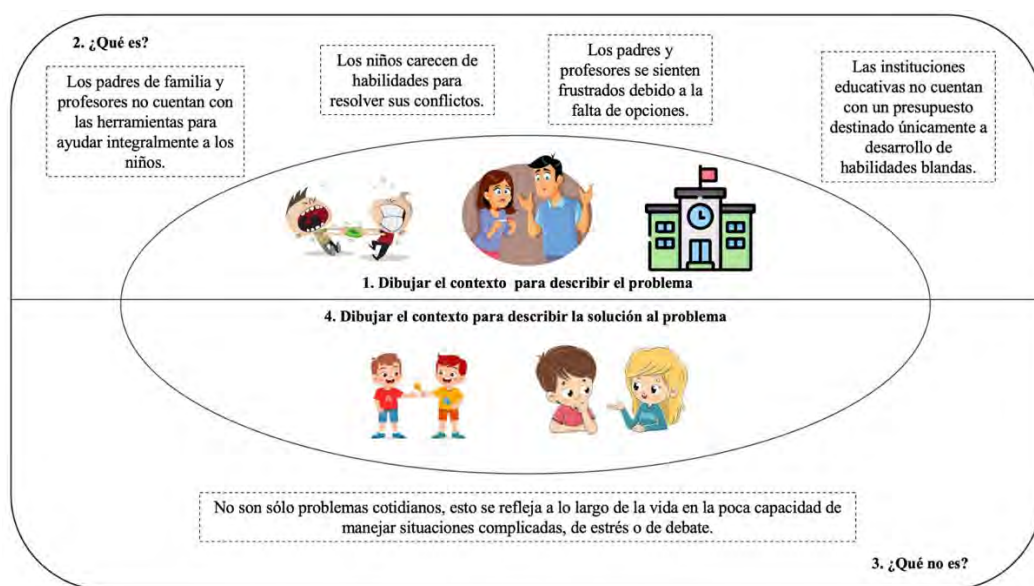 2. ¿Qué es?
Los padres de familia y
profesores no cuentan con
las herramientas para
ayudar integralmente a los
niños.
Los niños carecen de
habilidades para
resolver sus conflictos.
Los padres y
profesores se sienten
frustrados debido a la
falta de opciones.
Las instituciones
educativas no cuentan
con un presupuesto
destinado únicamente a
desarrollo de
habilidades blandas.
1. Dibujar el contexto para describir el problema
4. Dibujar el contexto para describir la solución al problema
No son sólo problemas cotidianos, esto se refleja a lo largo de la vida en la poca capacidad de
manejar situaciones complicadas, de estrés o de debate.
3. ¿Qué no es?